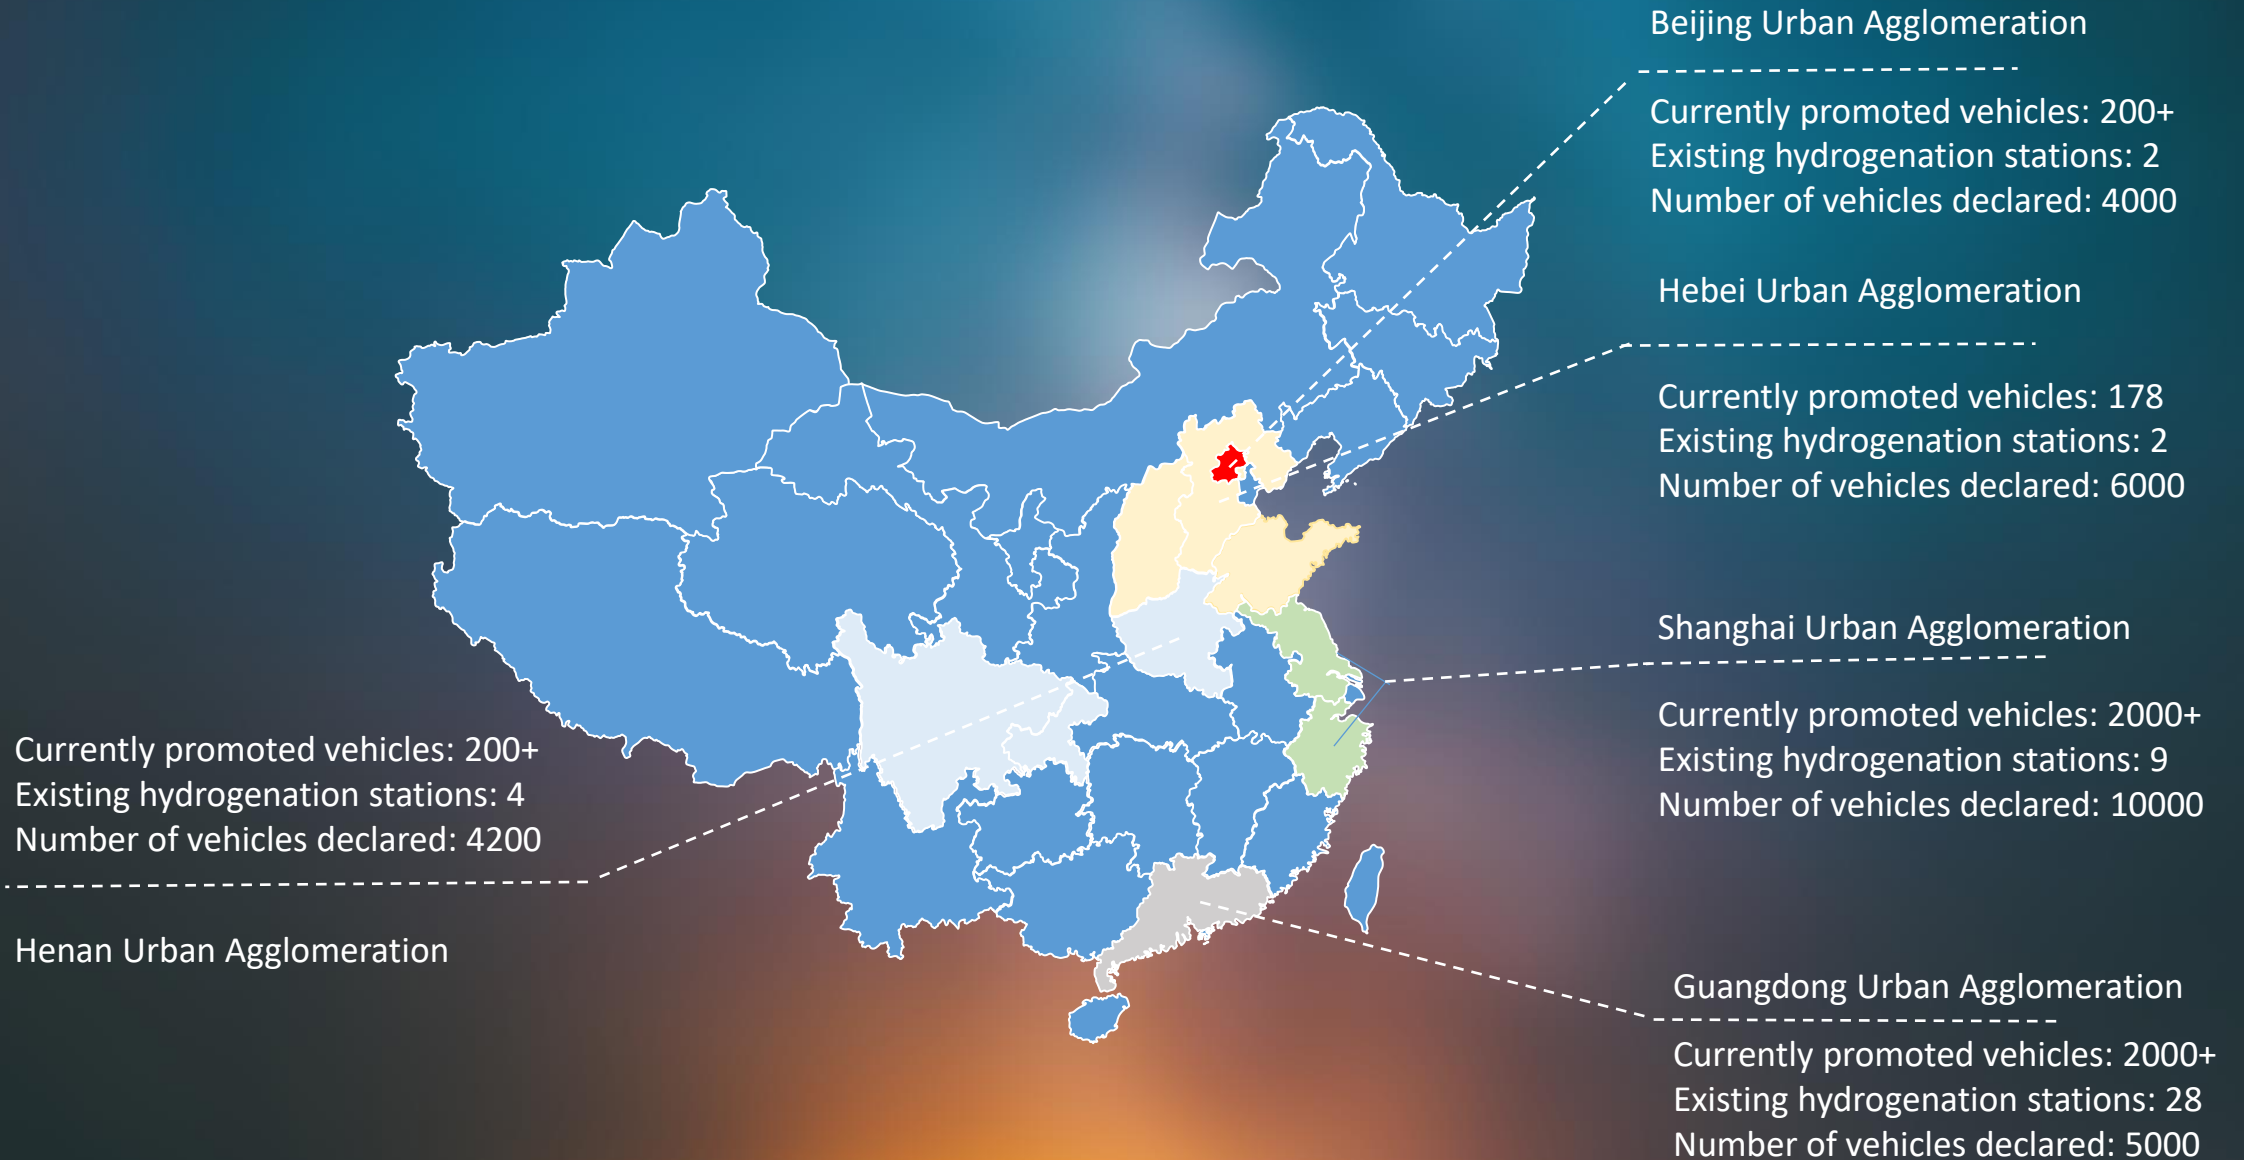 Beijing Urban Agglomeration
Currently promoted vehicles: 200+
Existing hydrogenation stations: 2
Number of vehicles declared: 4000
Hebei Urban Agglomeration
Currently promoted vehicles: 178
Existing hydrogenation stations: 2
Number of vehicles declared: 6000
Shanghai Urban Agglomeration
Currently promoted vehicles: 2000+
Existing hydrogenation stations: 9
Number of vehicles declared: 10000
Currently promoted vehicles: 200+
Existing hydrogenation stations: 4
Number of vehicles declared: 4200
Henan Urban Agglomeration
Guangdong Urban Agglomeration
Currently promoted vehicles: 2000+
Existing hydrogenation stations: 28
Number of vehicles declared: 5000